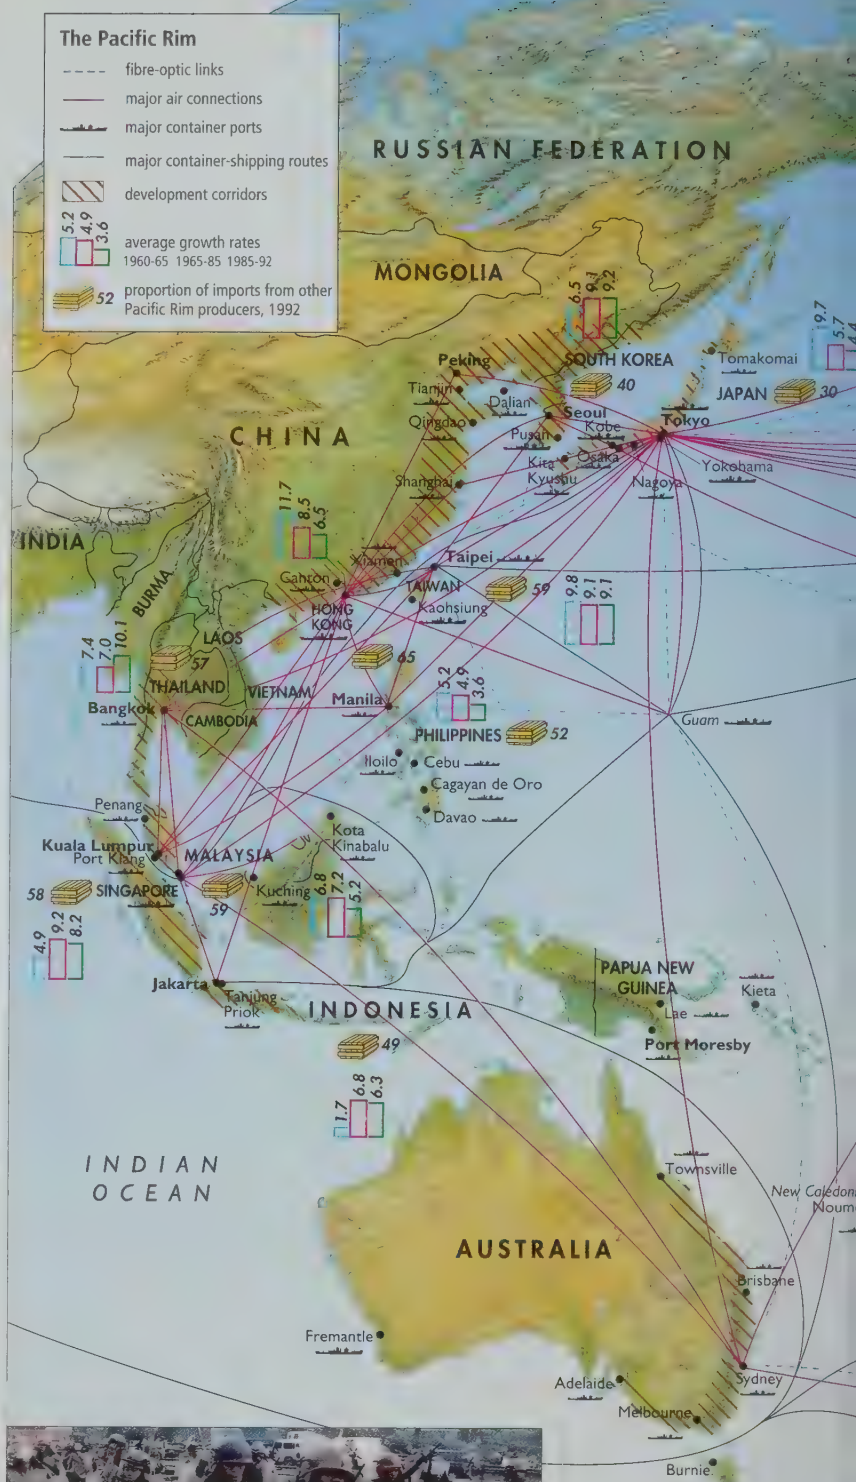 The Pacific Rim
fibre-optic links
major air connections
major container ports
major container-shipping routes
development corridors
5.2
4.9
3.6
average growth rates
1960-65 1965-85 1985-92
52
proportion of imports from other
Pacific Rim producers, 1992
RUSSIAN FEDERATION
MONGOLIA
6.5
9.1
9.2
9.7
5.7
4.4
Peking
SOUTH KOREA
Tomakomai
Tianjin
Dalian
40
JAPAN
30
Qingdao
Seoul
CHINA
Pusan
Kobe
Tokyo
Osaka
Kita
Kyushu
Yokohama
Shanghai
Nagoya
11.7
8.5
6.5
INDIA
Xiamen
Taipei
Canton
TAIWAN
59
BURMA
HONG
KONG
Kaohsiung
9.8
9.1
9.1
LAOS
7.4
7.0
10.1
57
65
THAILAND
VIETNAM
Manila
5.2
4.9
3.6
Bangkok
CAMBODIA
Guam
PHILIPPINES
52
Iloilo
Cebu
Cagayan de Oro
Penang
Davao
Kota
Kinabalu
Kuala Lumpur
Port Klang
MALAYSIA
58
SINGAPORE
59
Kuching
6.8
7.2
5.2
4.9
9.2
8.2
Jakarta
Tanjung
Priok
INDONESIA
PAPUA NEW
GUINEA
Kieta
Lae
49
Port Moresby
1.7
6.8
6.3
INDIAN
OCEAN
Townsville
New Caledon
Noum
AUSTRALIA
Brisbane
Fremantle
Adelaide
Sydney
Melbourne
Burnie